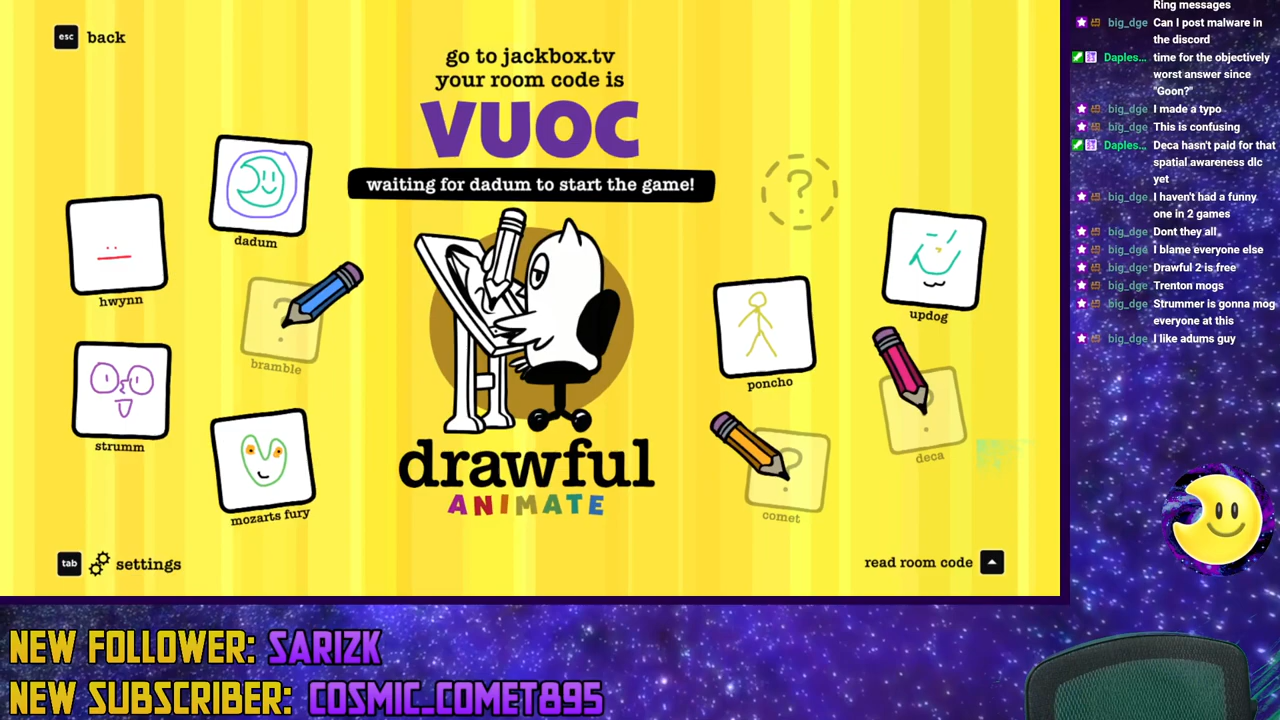 esc back
go to jackbox.tv
your room code is
VUOC
waiting for dadum to start the game!
dadum
hwynn
bramble
strumm
mozarts fury
updog
poncho
deca
comet
drawful
ANIMATE
tab settings
read room code
Ring messages
big_dge Can I post malware in
the discord
Daples... time for the objectively
worst answer since
"Goon?"
big_dge I made a typo
big_dge This is confusing
Daples... Deca hasn't paid for that
spatial awareness dlc
yet
big_dge I haven't had a funny
one in 2 games
big_dge Dont they all
big_dge I blame everyone else
big_dge Drawful 2 is free
big_dge Trenton mogs
big_dge Strummer is gonna mog
everyone at this
big_dge I like adums guy
NEW FOLLOWER: SARIZK
NEW SUBSCRIBER: COSMIC_COMET895